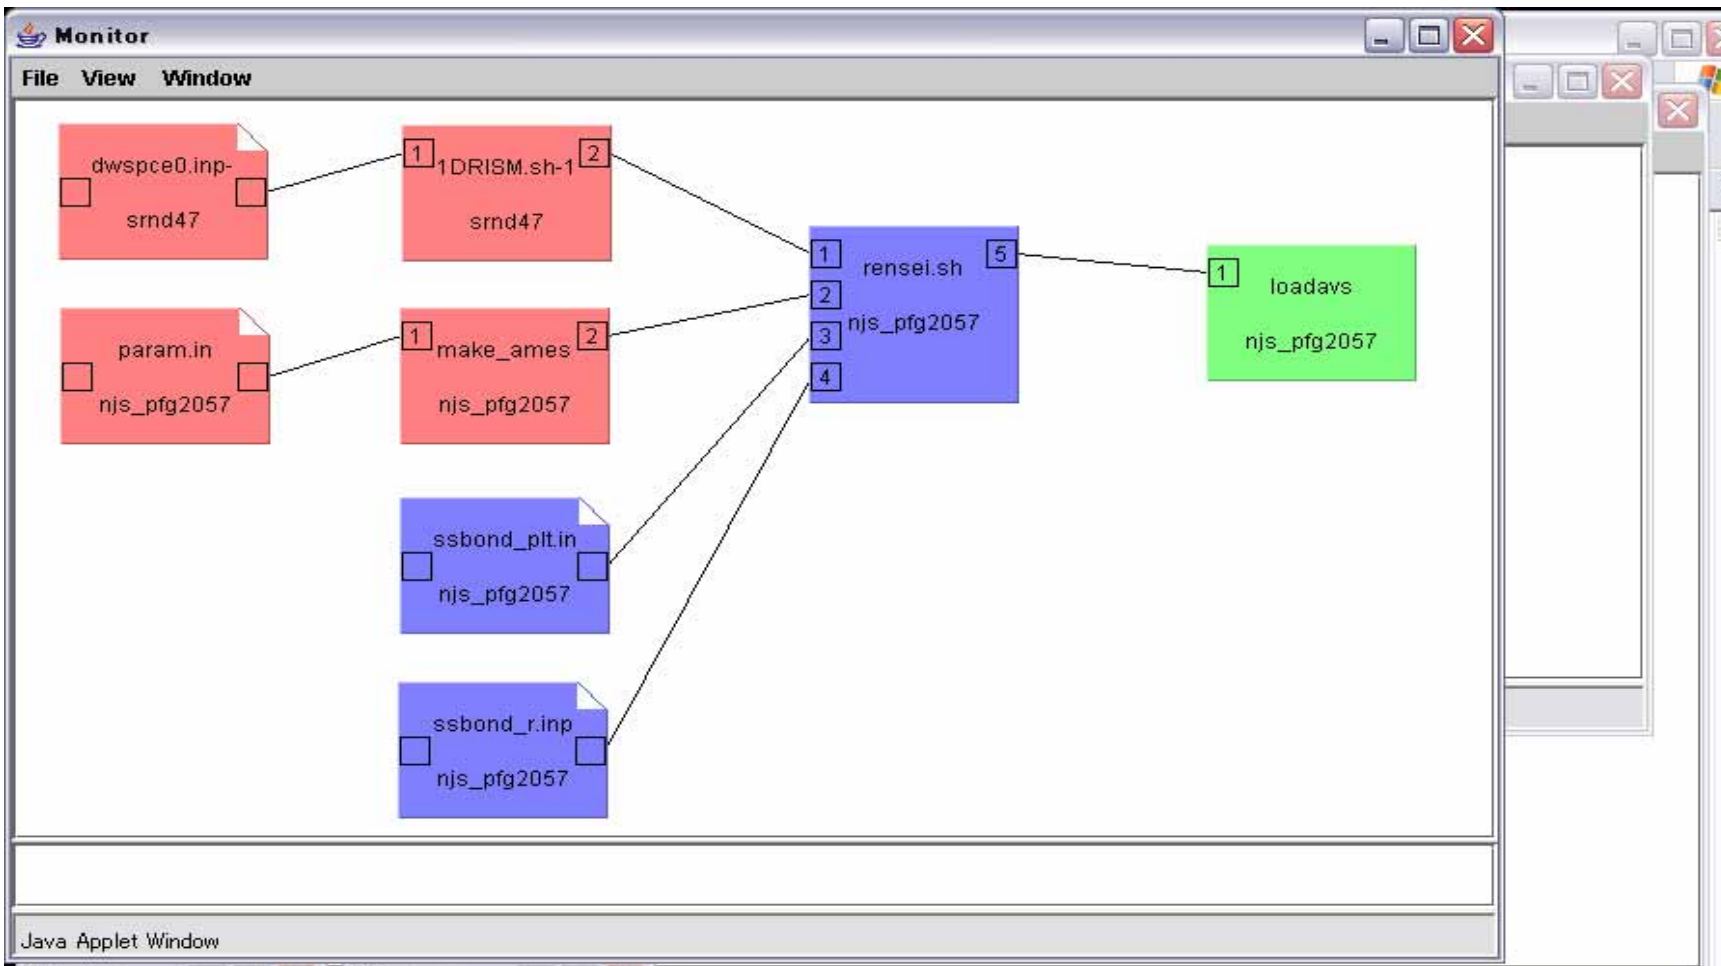 Monitor
File View Window
dwspce0.inp-
srnd47
1 1DRISM.sh-1 2
srnd47
param.in
njs_pfg2057
1 make_ames 2
njs_pfg2057
ssbond_plt.in
njs_pfg2057
ssbond_r.inp
njs_pfg2057
1 rensei.sh 5
2
njs_pfg2057
3
4
1 loadavs
njs_pfg2057
Java Applet Window